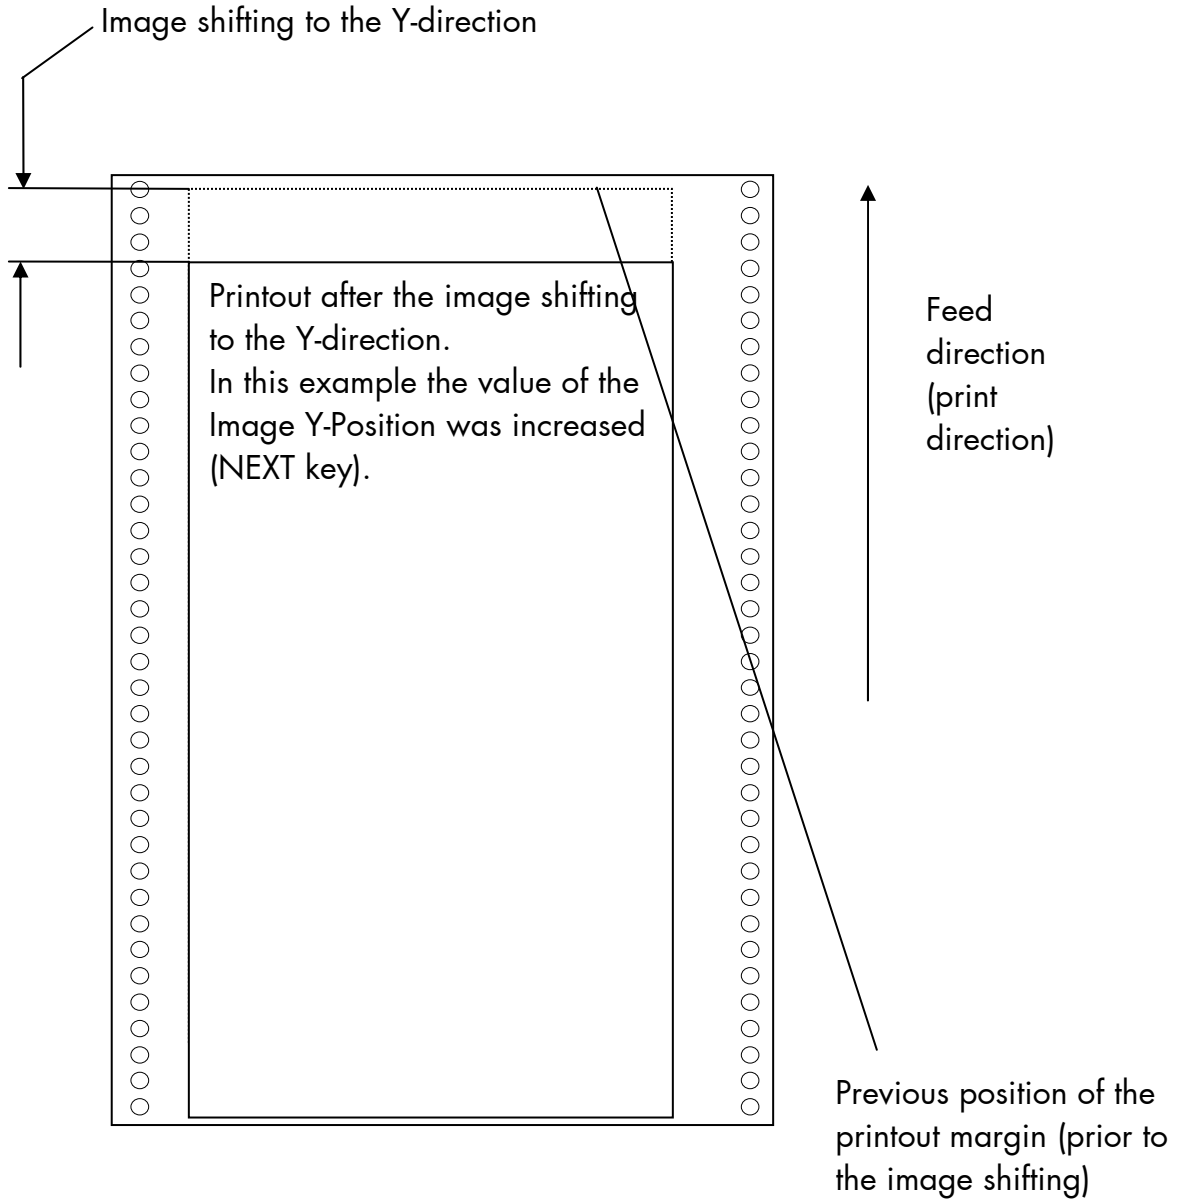 Image shifting to the Y-direction
Printout after the image shifting
to the Y-direction.
In this example the value of the
Image Y-Position was increased
(NEXT key).
Feed
direction
(print
direction)
Previous position of the
printout margin (prior to
the image shifting)